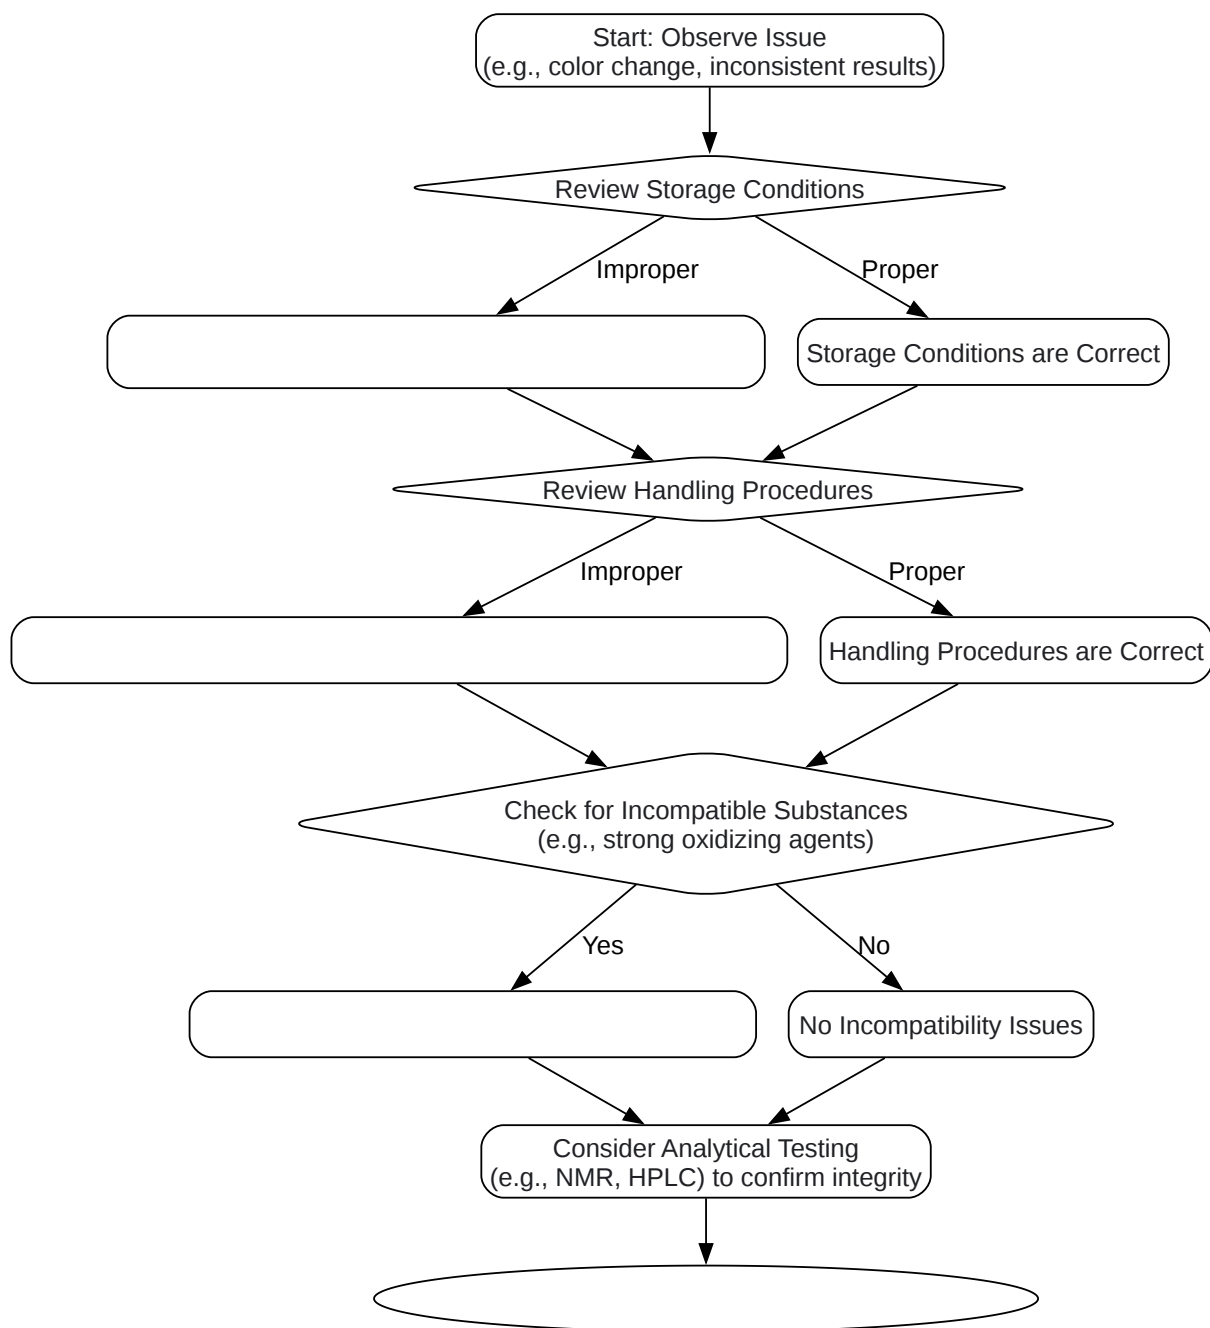 Start: Observe Issue
(e.g., color change, inconsistent results)
Review Storage Conditions
Improper
Proper
Storage Conditions are Correct
Review Handling Procedures
Improper
Proper
Handling Procedures are Correct
Check for Incompatible Substances
(e.g., strong oxidizing agents)
Yes
No
No Incompatibility Issues
Consider Analytical Testing
(e.g., NMR, HPLC) to confirm integrity